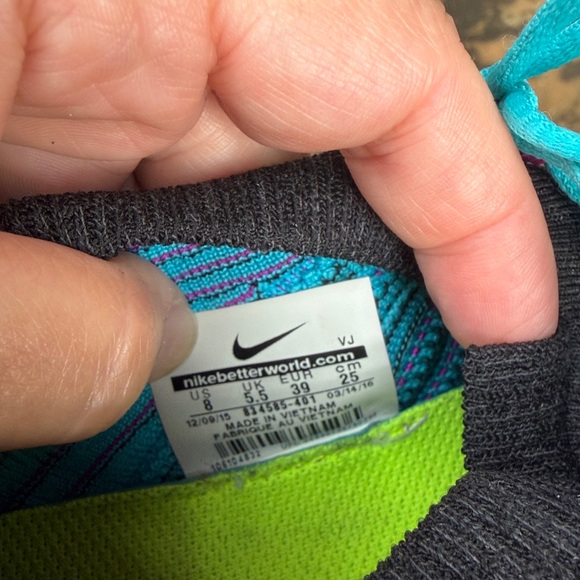 VJ
nikebetterworld.com
US UK EUR cm
8 5.5 39 25
12/09/15 834585-401 03/14/16
MADE IN VIETNAM
FABRIQUE AU VIETNAM